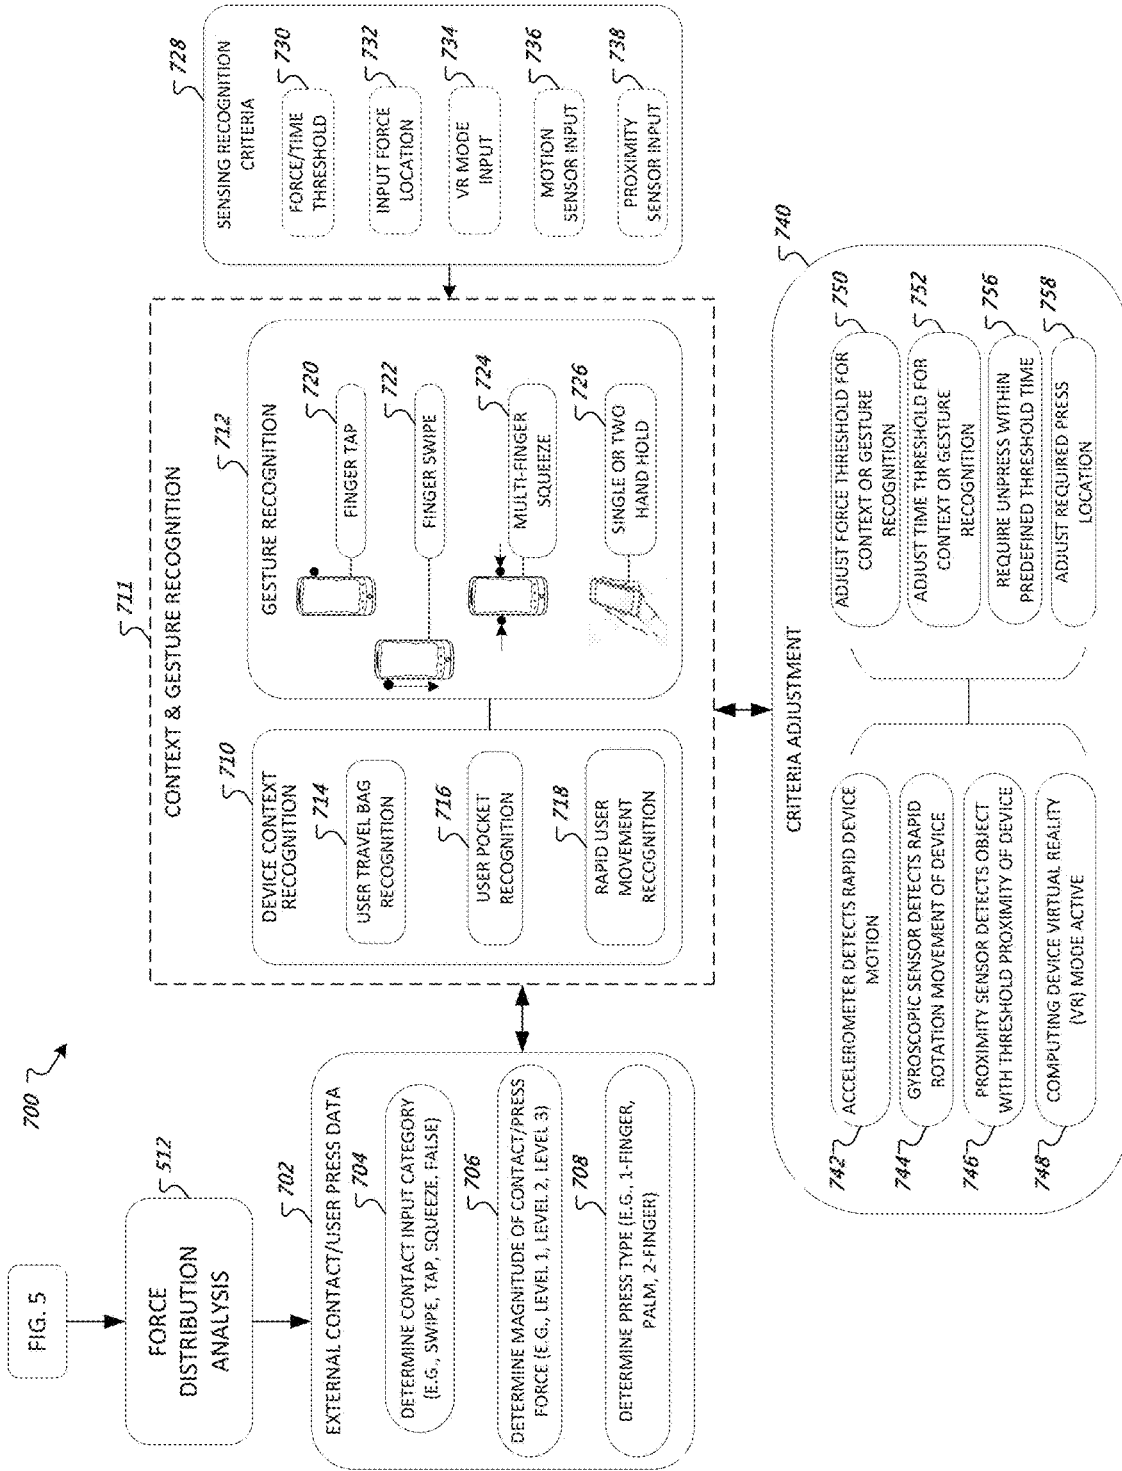 700
FIG. 5
512
FORCE
DISTRIBUTION
ANALYSIS
702
EXTERNAL CONTACT/USER PRESS DATA
704
DETERMINE CONTACT INPUT CATEGORY
(E.G., SWIPE, TAP, SQUEEZE, FALSE)
706
DETERMINE MAGNITUDE OF CONTACT/PRESS
FORCE (E.G., LEVEL 1, LEVEL 2, LEVEL 3)
708
DETERMINE PRESS TYPE (E.G., 1-FINGER,
PALM, 2-FINGER)
711
CONTEXT & GESTURE RECOGNITION
710
DEVICE CONTEXT
RECOGNITION
714
USER TRAVEL BAG
RECOGNITION
716
USER POCKET
RECOGNITION
718
RAPID USER
MOVEMENT
RECOGNITION
712
GESTURE RECOGNITION
720
FINGER TAP
722
FINGER SWIPE
724
MULTI-FINGER
SQUEEZE
726
SINGLE OR TWO
HAND HOLD
728
SENSING RECOGNITION
CRITERIA
730
FORCE/TIME
THRESHOLD
732
INPUT FORCE
LOCATION
734
VR MODE
INPUT
736
MOTION
SENSOR INPUT
738
PROXIMITY
SENSOR INPUT
740
CRITERIA ADJUSTMENT
742
ACCELEROMETER DETECTS RAPID DEVICE
MOTION
744
GYROSCOPIC SENSOR DETECTS RAPID
ROTATION MOVEMENT OF DEVICE
746
PROXIMITY SENSOR DETECTS OBJECT
WITH THRESHOLD PROXIMITY OF DEVICE
748
COMPUTING DEVICE VIRTUAL REALITY
(VR) MODE ACTIVE
750
ADJUST FORCE THRESHOLD FOR
CONTEXT OR GESTURE
RECOGNITION
752
ADJUST TIME THRESHOLD FOR
CONTEXT OR GESTURE
RECOGNITION
756
REQUIRE UNPRESS WITHIN
PREDEFINED THRESHOLD TIME
758
ADJUST REQUIRED PRESS
LOCATION